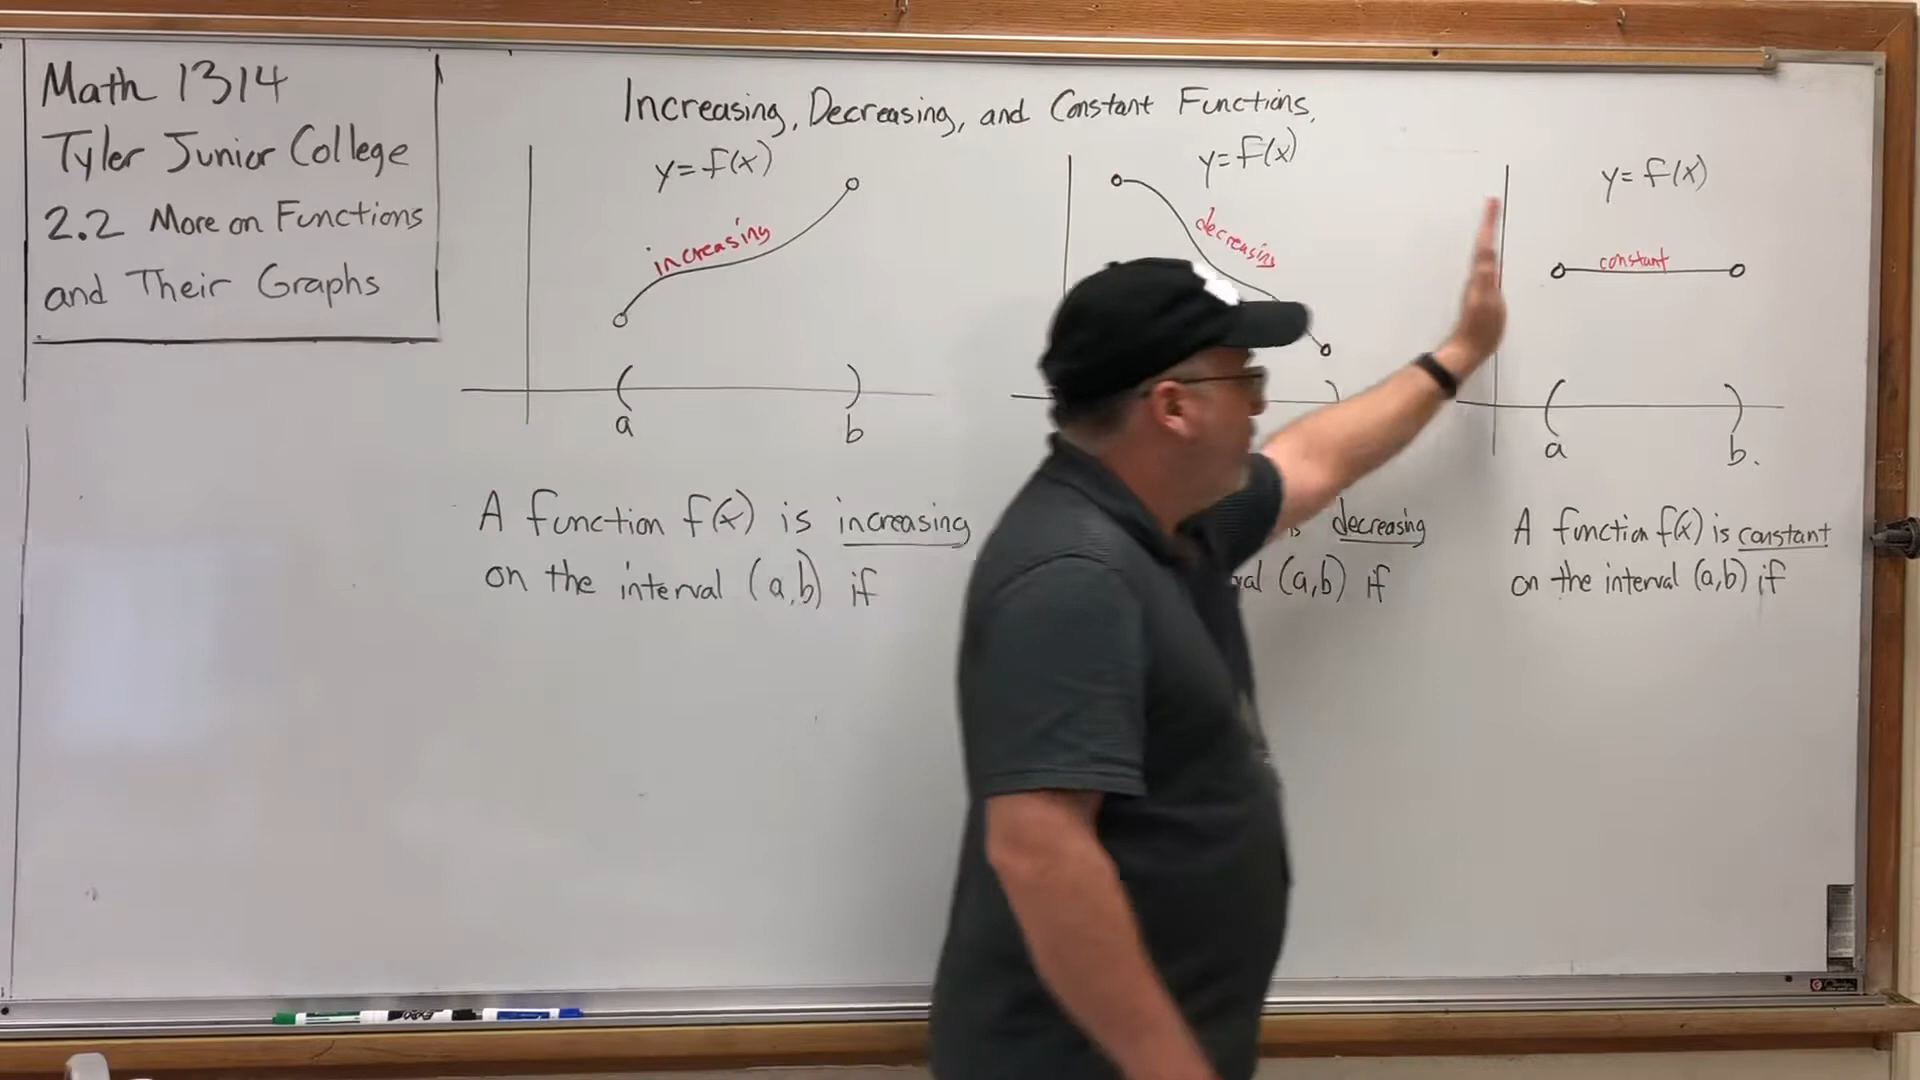 Math 1314
Tyler Junior College
2.2 More on Functions
and Their Graphs
Increasing, Decreasing, and Constant Functions.
y=f(x)
increasing
a
b
A function f(x) is increasing
on the interval (a,b) if
y=f(x)
decreasing
is decreasing
(a,b) if
y=f(x)
constant
a
b.
A function f(x) is constant
on the interval (a,b) if